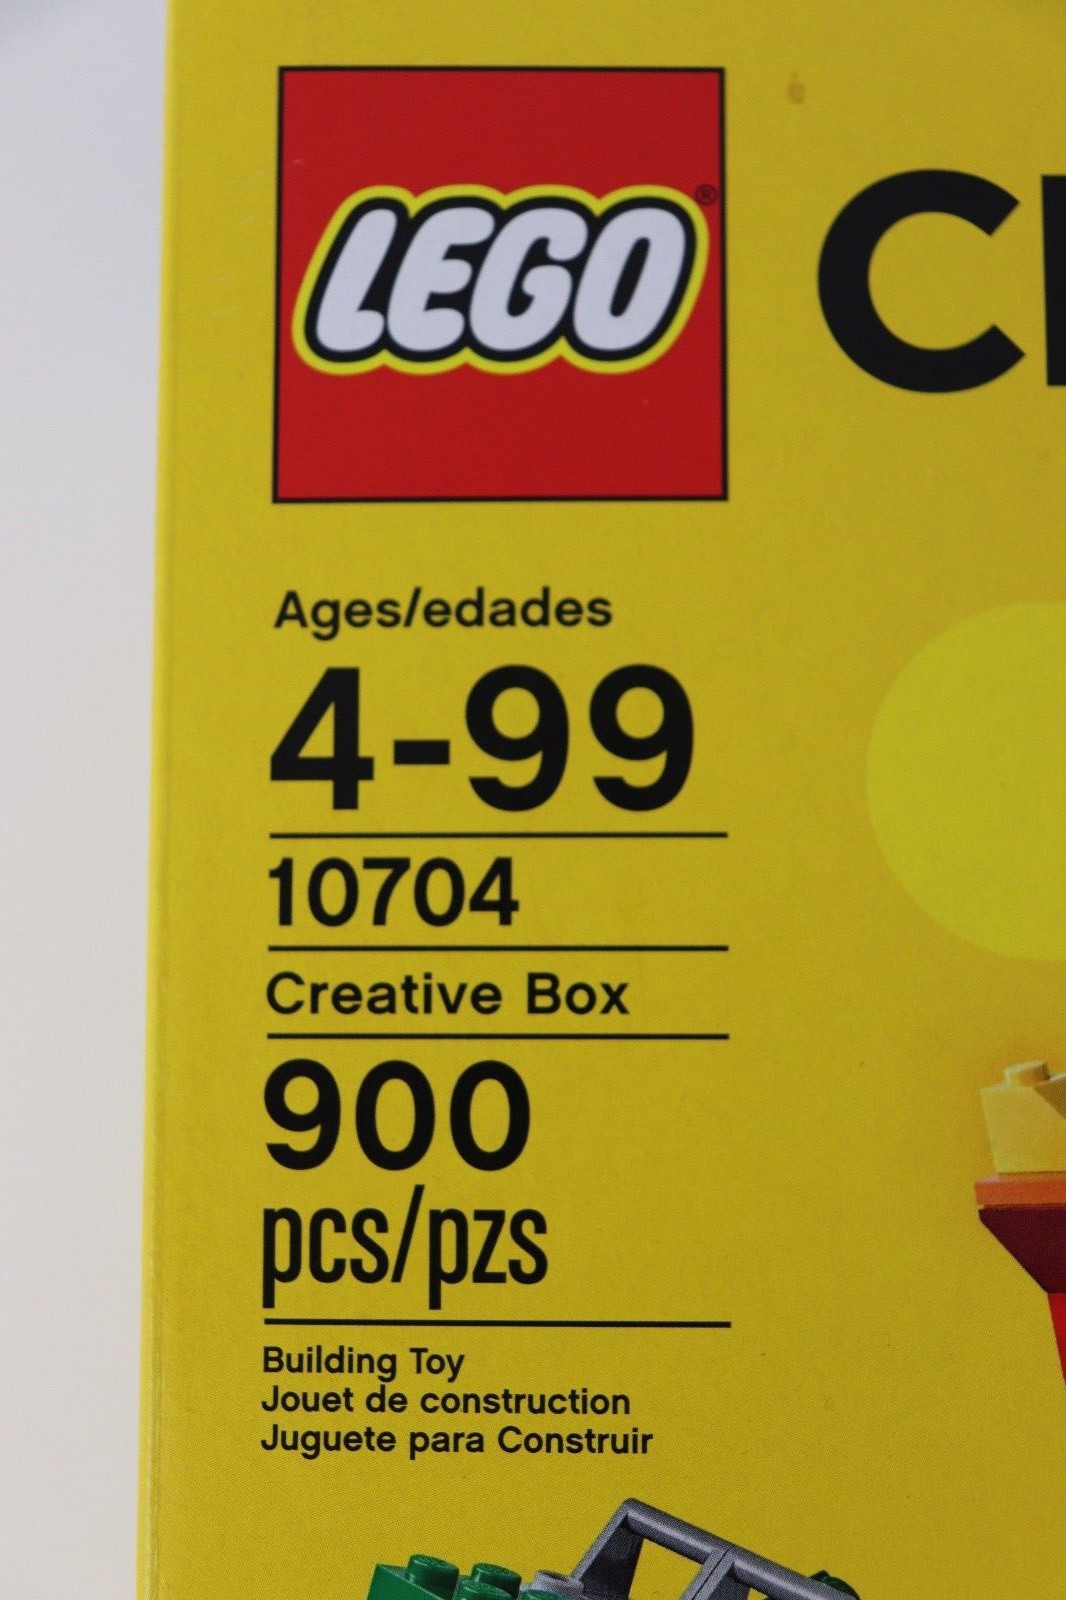 LEGO®
Ages/edades
4-99
10704
Creative Box
900
pcs/pzs
Building Toy
Jouet de construction
Juguete para Construir